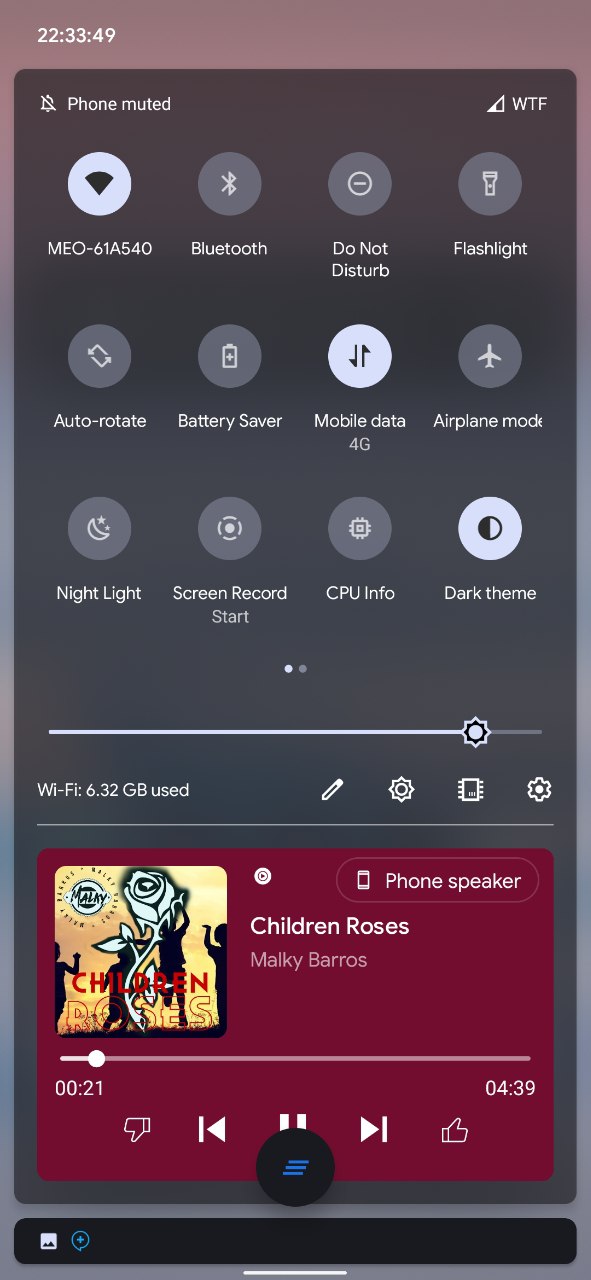 22:33:49
Phone muted
WTF
MEO-61A540
Bluetooth
Do Not
Disturb
Flashlight
Auto-rotate
Battery Saver
Mobile data
4G
Airplane mode
Night Light
Screen Record
Start
CPU Info
Dark theme
Wi-Fi: 6.32 GB used
Phone speaker
Children Roses
Malky Barros
MALKY
CHILDREN
ROSES
00:21
04:39